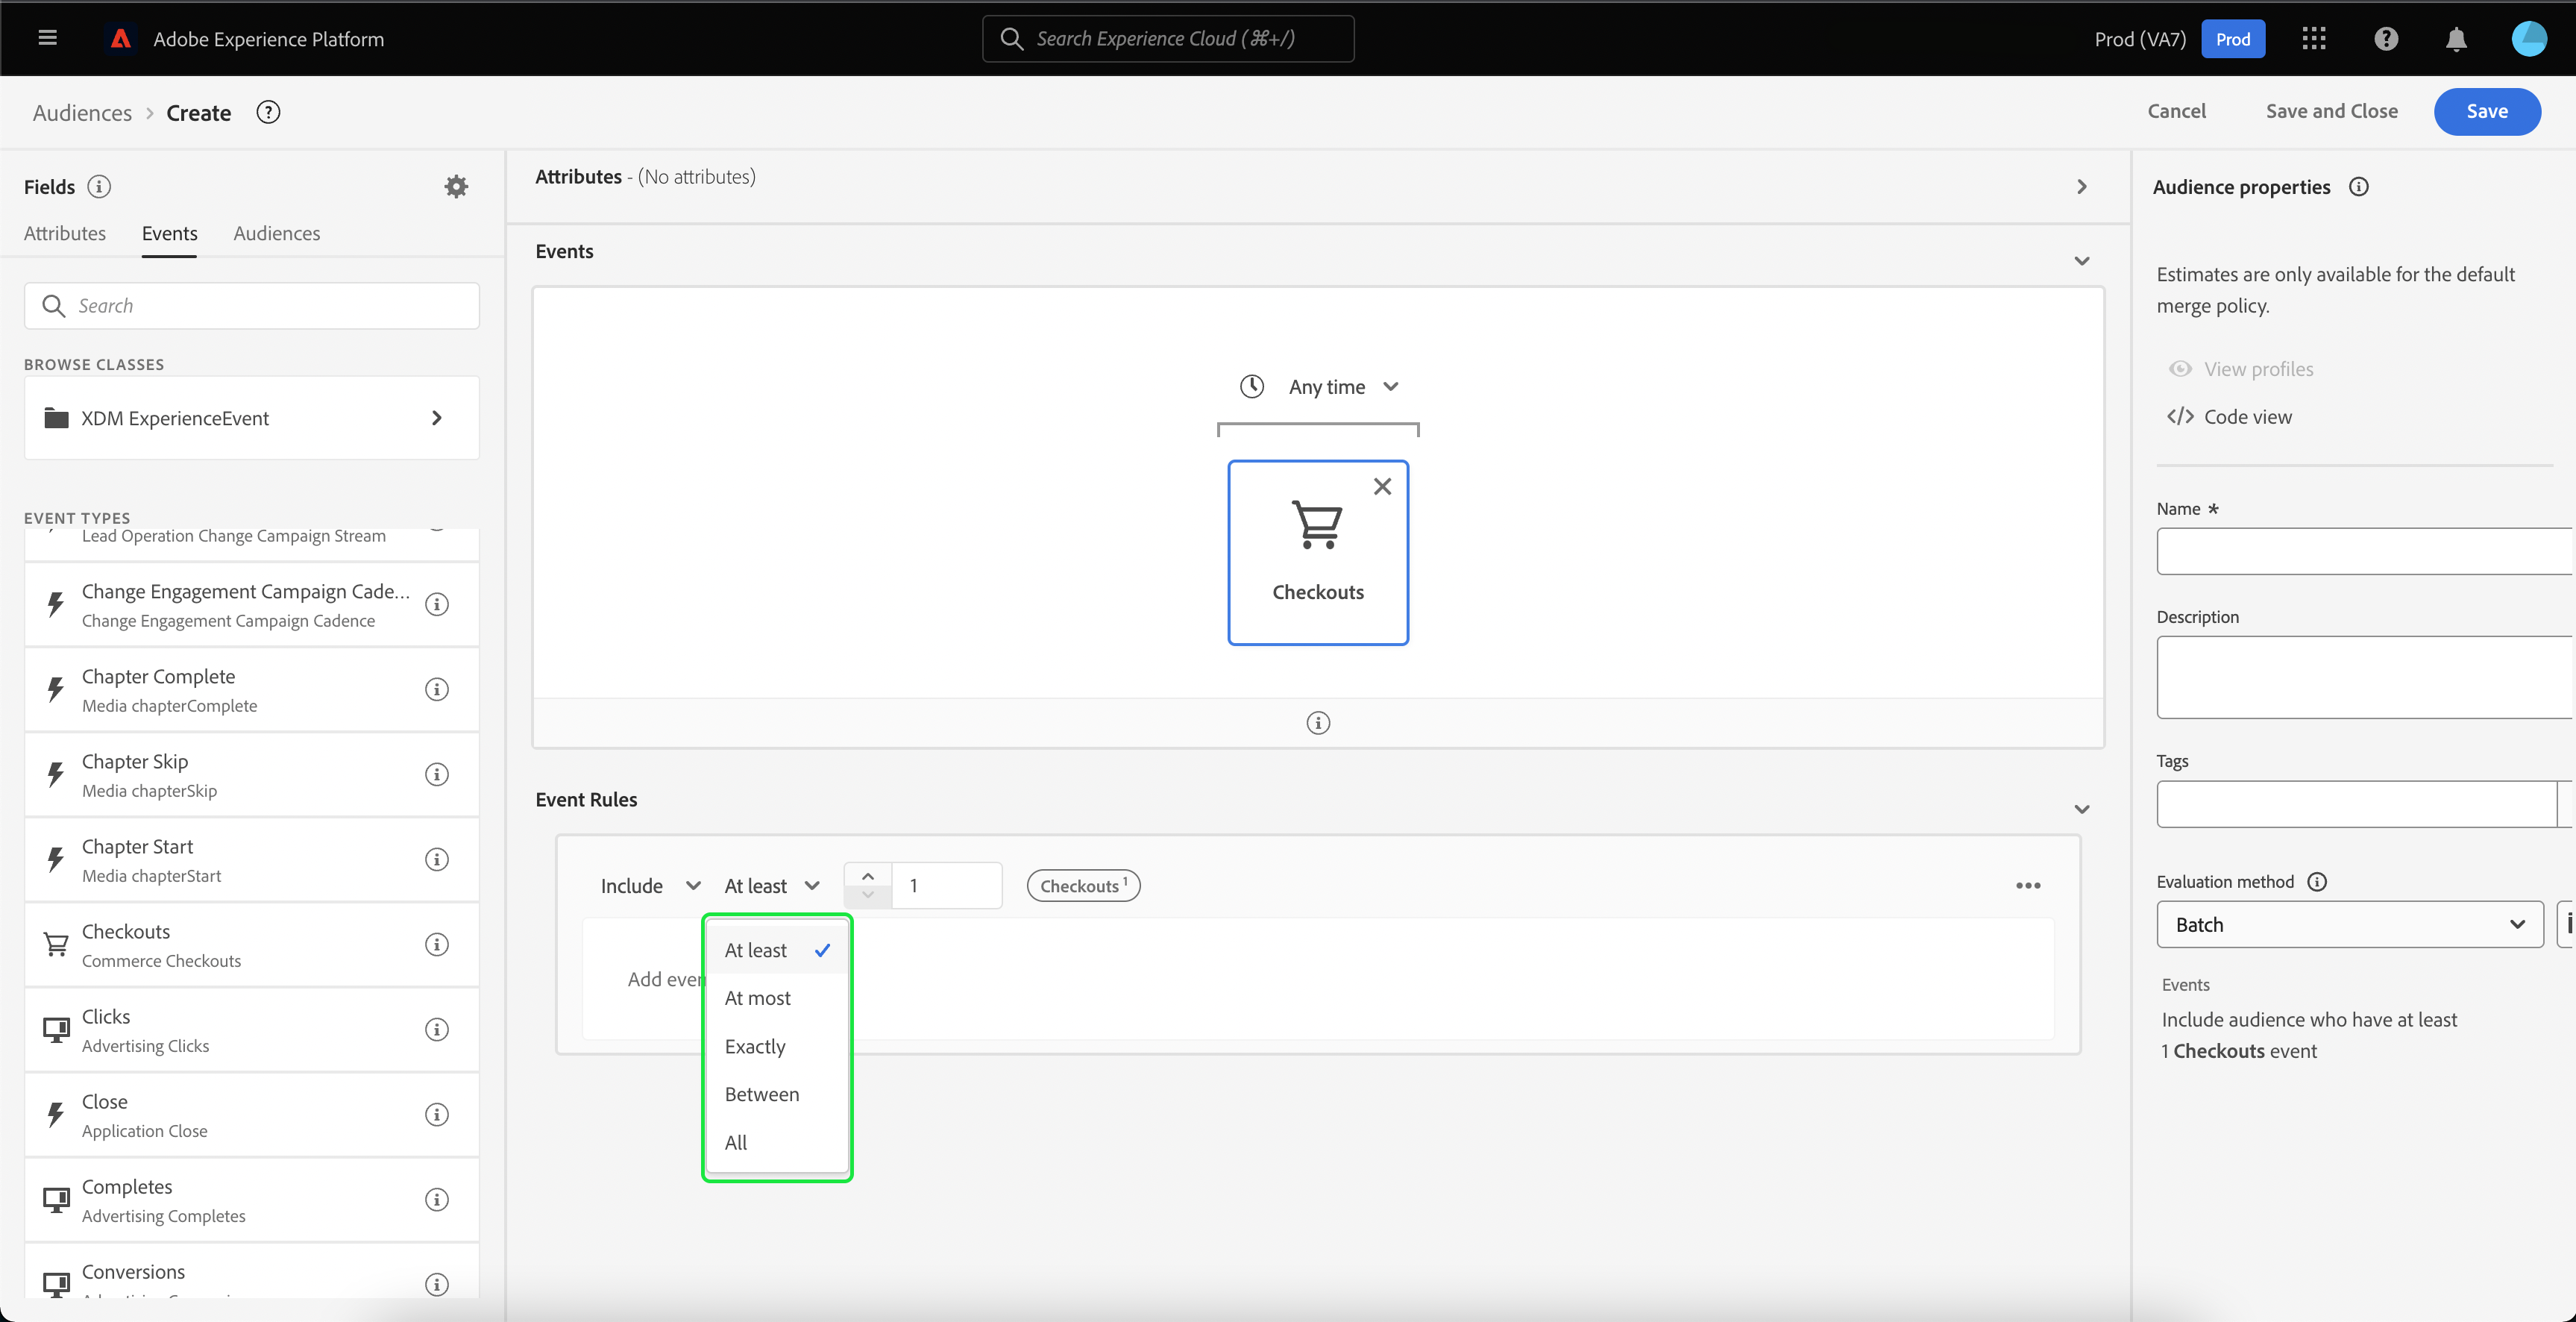 Adobe Experience Platform
Search Experience Cloud (⌘+/)
Prod (VA7)
Prod
Audiences > Create
Cancel
Save and Close
Save
Fields
Attributes
Events
Audiences
Search
BROWSE CLASSES
XDM ExperienceEvent
EVENT TYPES
Lead Operation Change Campaign Stream
Change Engagement Campaign Cade...
Change Engagement Campaign Cadence
Chapter Complete
Media chapterComplete
Chapter Skip
Media chapterSkip
Chapter Start
Media chapterStart
Checkouts
Commerce Checkouts
Clicks
Advertising Clicks
Close
Application Close
Completes
Advertising Completes
Conversions
Attributes - (No attributes)
Events
Any time
Checkouts
Event Rules
Include
At least
1
Checkouts 1
Add even
At least
At most
Exactly
Between
All
Audience properties
Estimates are only available for the default
merge policy.
View profiles
</> Code view
Name *
Description
Tags
Evaluation method
Batch
Events
Include audience who have at least
1 Checkouts event